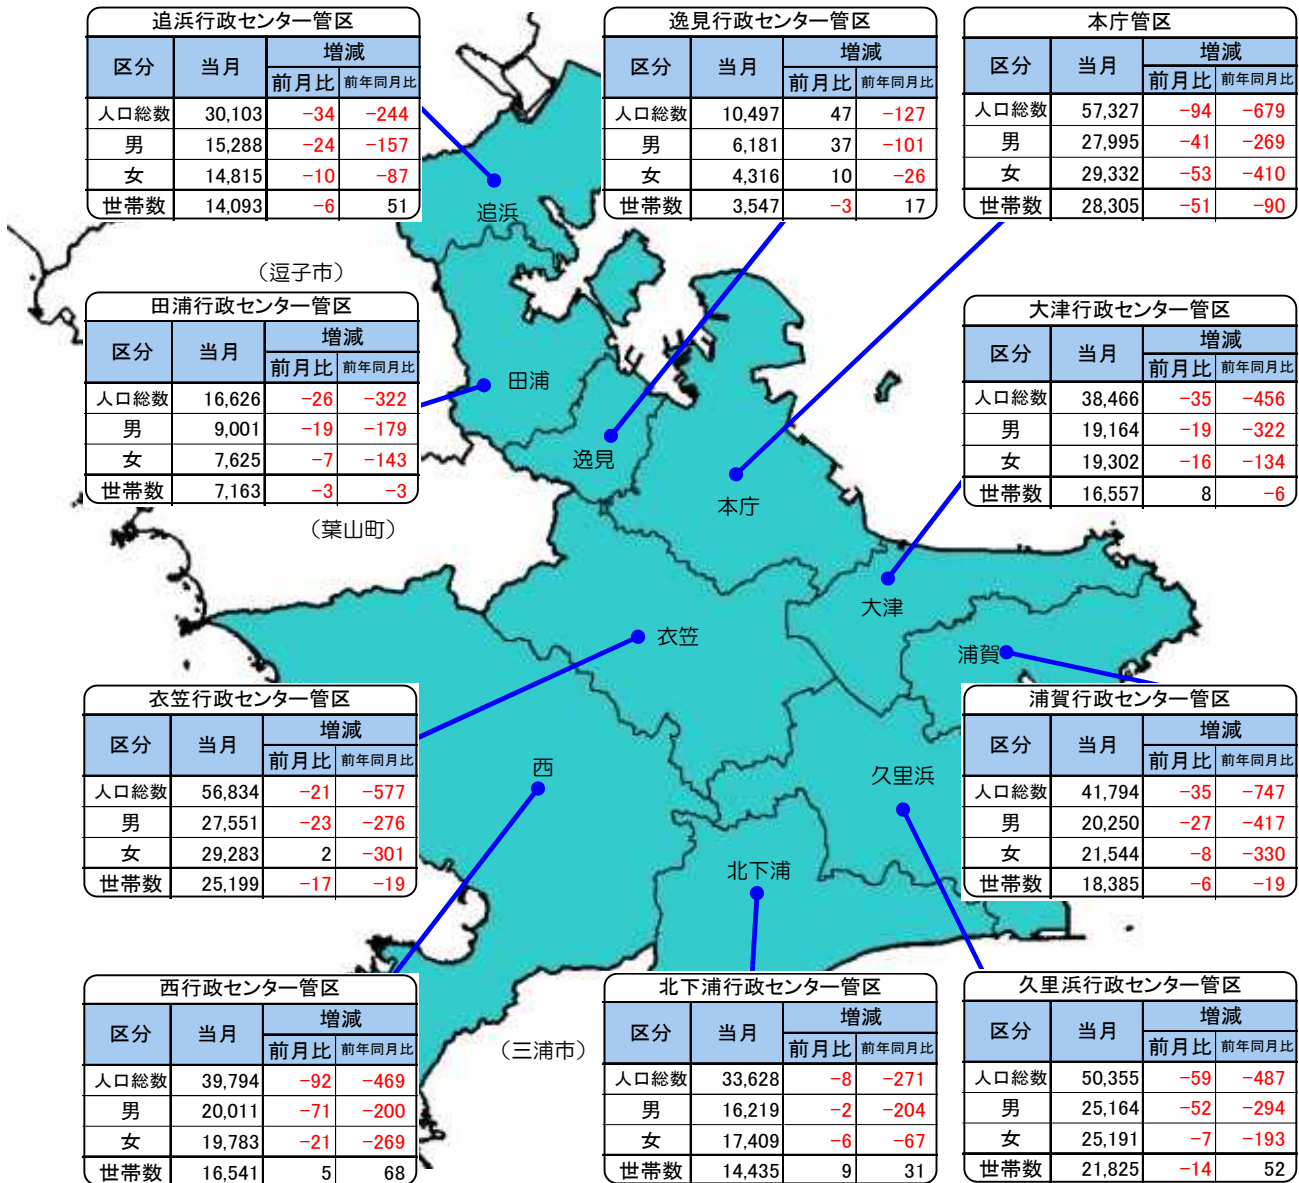 追浜行政センター管区
区分 当月 増減
前月比 前年同月比
人口総数 30,103 -34 -244
男 15,288 -24 -157
女 14,815 -10 -87
世帯数 14,093 -6 51
逸見行政センター管区
区分 当月 増減
前月比 前年同月比
人口総数 10,497 47 -127
男 6,181 37 -101
女 4,316 10 -26
世帯数 3,547 -3 17
本庁管区
区分 当月 増減
前月比 前年同月比
人口総数 57,327 -94 -679
男 27,995 -41 -269
女 29,332 -53 -410
世帯数 28,305 -51 -90
追浜
（逗子市）
田浦行政センター管区
区分 当月 増減
前月比 前年同月比
人口総数 16,626 -26 -322
男 9,001 -19 -179
女 7,625 -7 -143
世帯数 7,163 -3 -3
田浦
逸見
本庁
大津行政センター管区
区分 当月 増減
前月比 前年同月比
人口総数 38,466 -35 -456
男 19,164 -19 -322
女 19,302 -16 -134
世帯数 16,557 8 -6
（葉山町）
大津
衣笠
浦賀
衣笠行政センター管区
区分 当月 増減
前月比 前年同月比
人口総数 56,834 -21 -577
男 27,551 -23 -276
女 29,283 2 -301
世帯数 25,199 -17 -19
西
久里浜
北下浦
浦賀行政センター管区
区分 当月 増減
前月比 前年同月比
人口総数 41,794 -35 -747
男 20,250 -27 -417
女 21,544 -8 -330
世帯数 18,385 -6 -19
西行政センター管区
区分 当月 増減
前月比 前年同月比
人口総数 39,794 -92 -469
男 20,011 -71 -200
女 19,783 -21 -269
世帯数 16,541 5 68
（三浦市）
北下浦行政センター管区
区分 当月 増減
前月比 前年同月比
人口総数 33,628 -8 -271
男 16,219 -2 -204
女 17,409 -6 -67
世帯数 14,435 9 31
久里浜行政センター管区
区分 当月 増減
前月比 前年同月比
人口総数 50,355 -59 -487
男 25,164 -52 -294
女 25,191 -7 -193
世帯数 21,825 -14 52